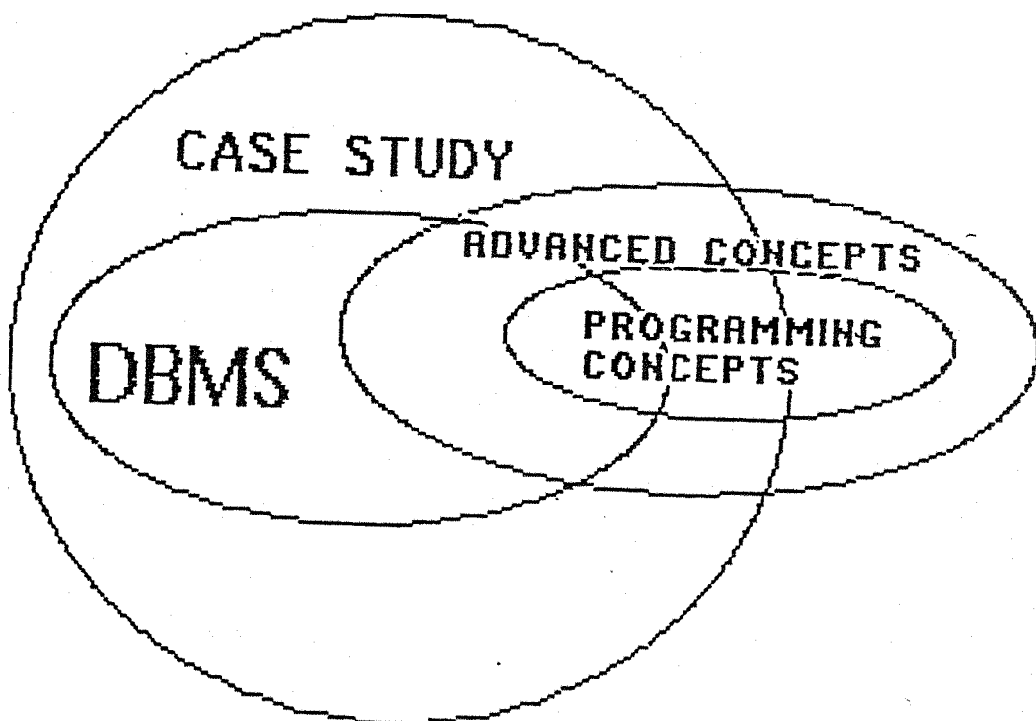 CASE STUDY
ADVANCED CONCEPTS
PROGRAMMING
CONCEPTS
DBMS